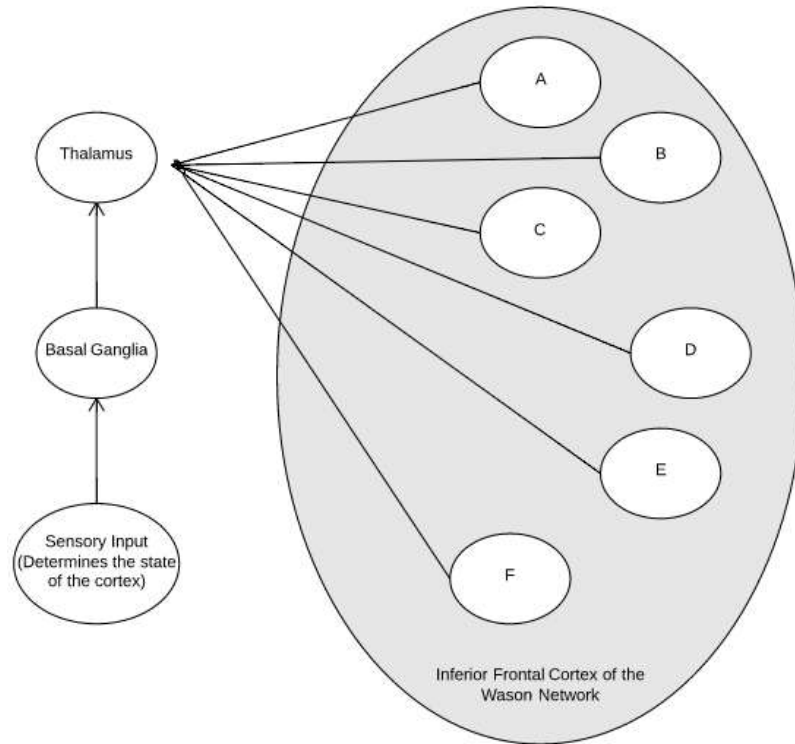 A
Thalamus
B
C
Basal Ganglia
D
E
Sensory Input
(Determines the state
of the cortex)
F
Inferior Frontal Cortex of the
Wason Network